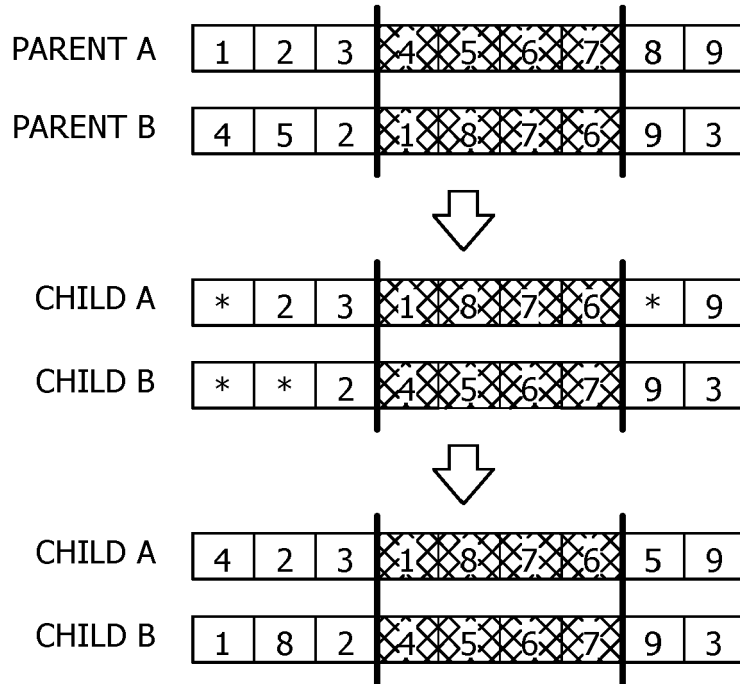 PARENT A 1 2 3 4 5 6 7 8 9
PARENT B 4 5 2 1 8 7 6 9 3
CHILD A * 2 3 1 8 7 6 * 9
CHILD B * * 2 4 5 6 7 9 3
CHILD A 4 2 3 1 8 7 6 5 9
CHILD B 1 8 2 4 5 6 7 9 3